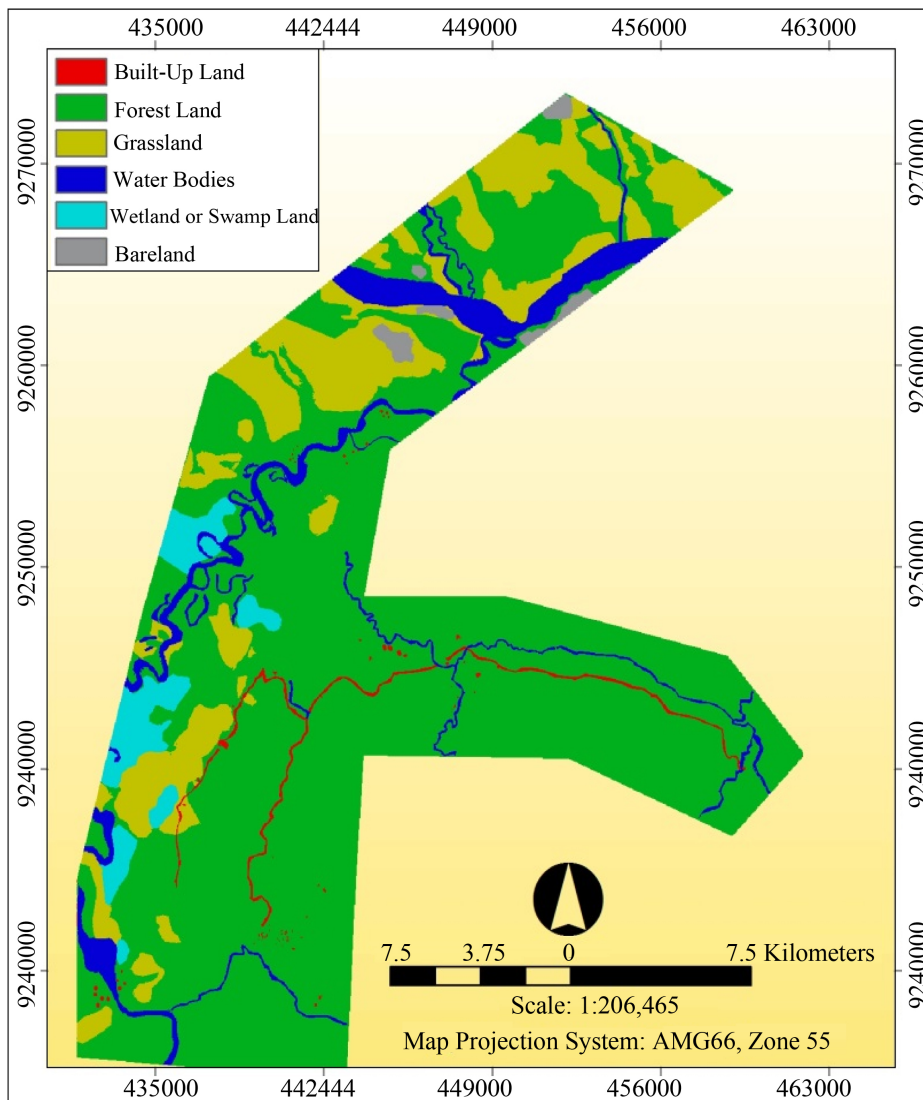 435000 442444 449000 456000 463000
Built-Up Land
Forest Land
Grassland
Water Bodies
Wetland or Swamp Land
Bareland
9270000 9270000
9260000 9260000
9250000 9250000
9240000 9240000
9240000 9240000
7.5 3.75 0 7.5 Kilometers
Scale: 1:206,465
Map Projection System: AMG66, Zone 55
435000 442444 449000 456000 463000